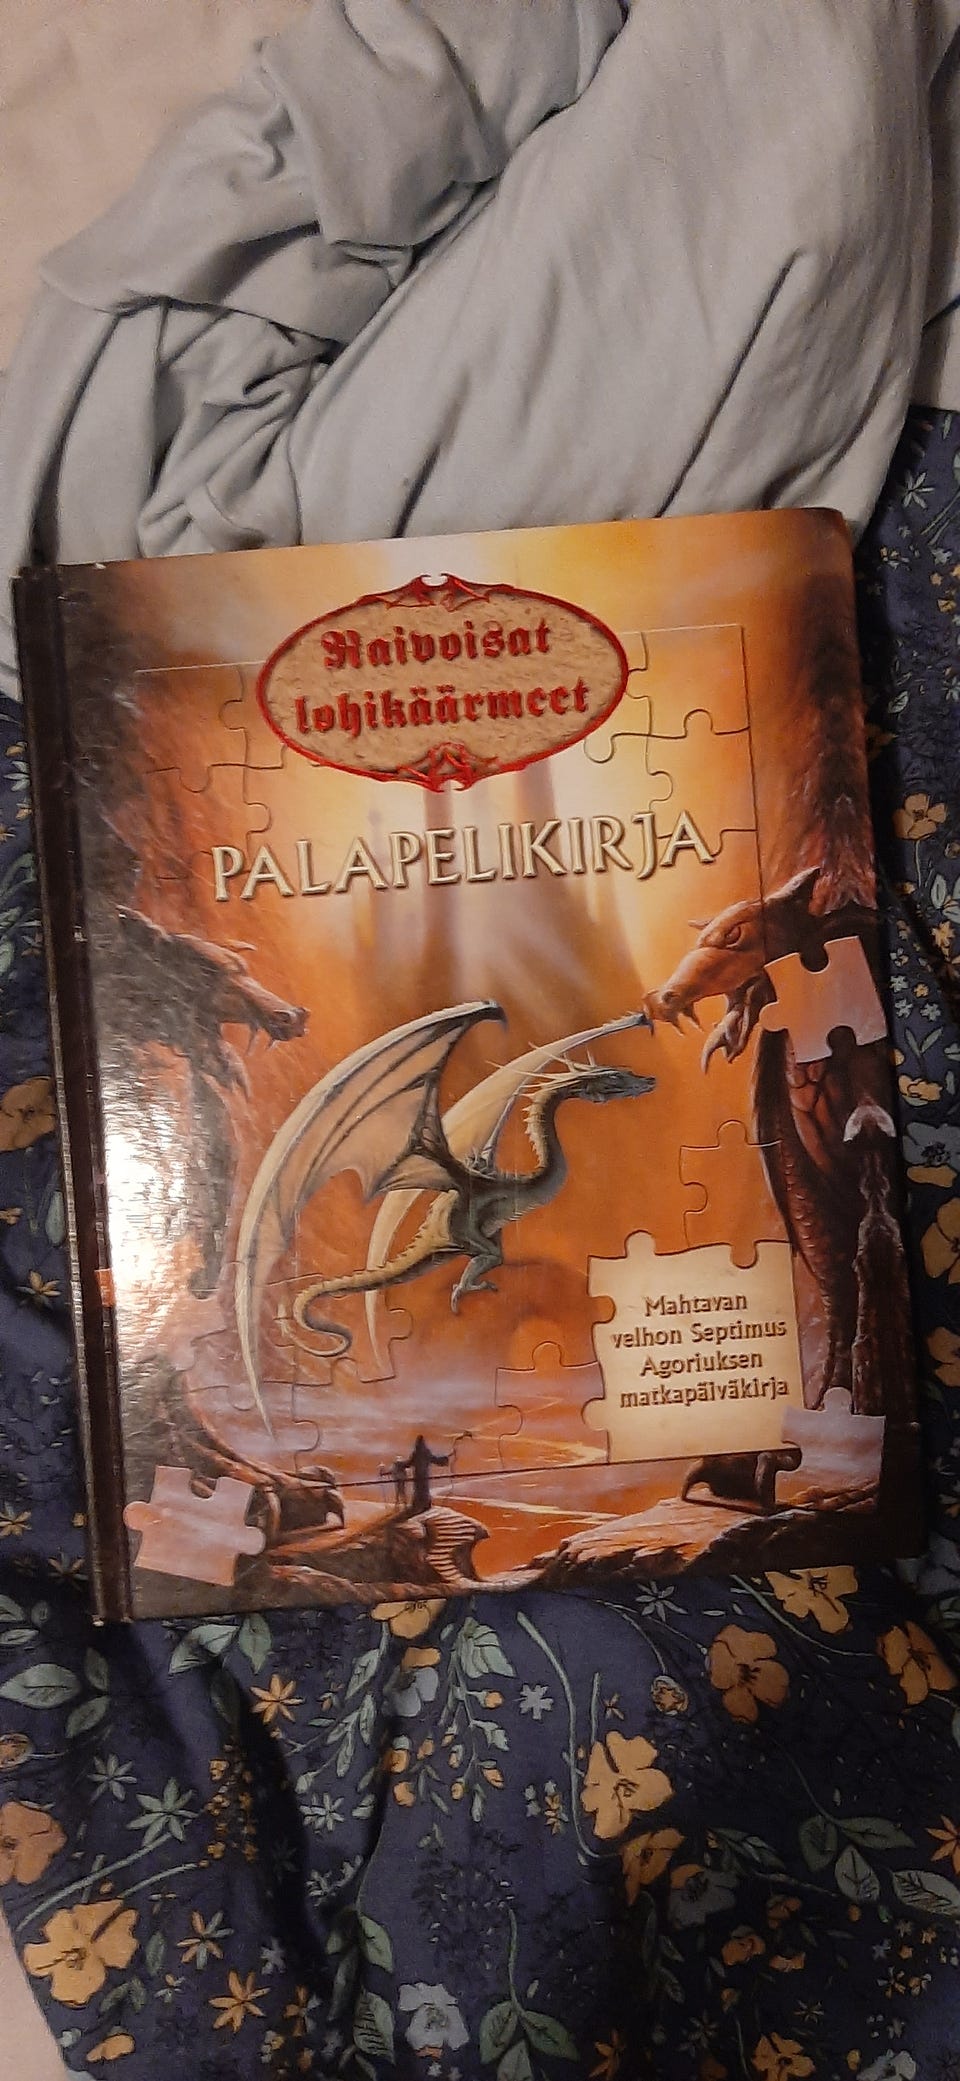 Raivoisat
lohikäärmeet
PALAPELIKIRJA
Mahtavan
velhon Septimus
Agoriuksen
matkapäiväkirja